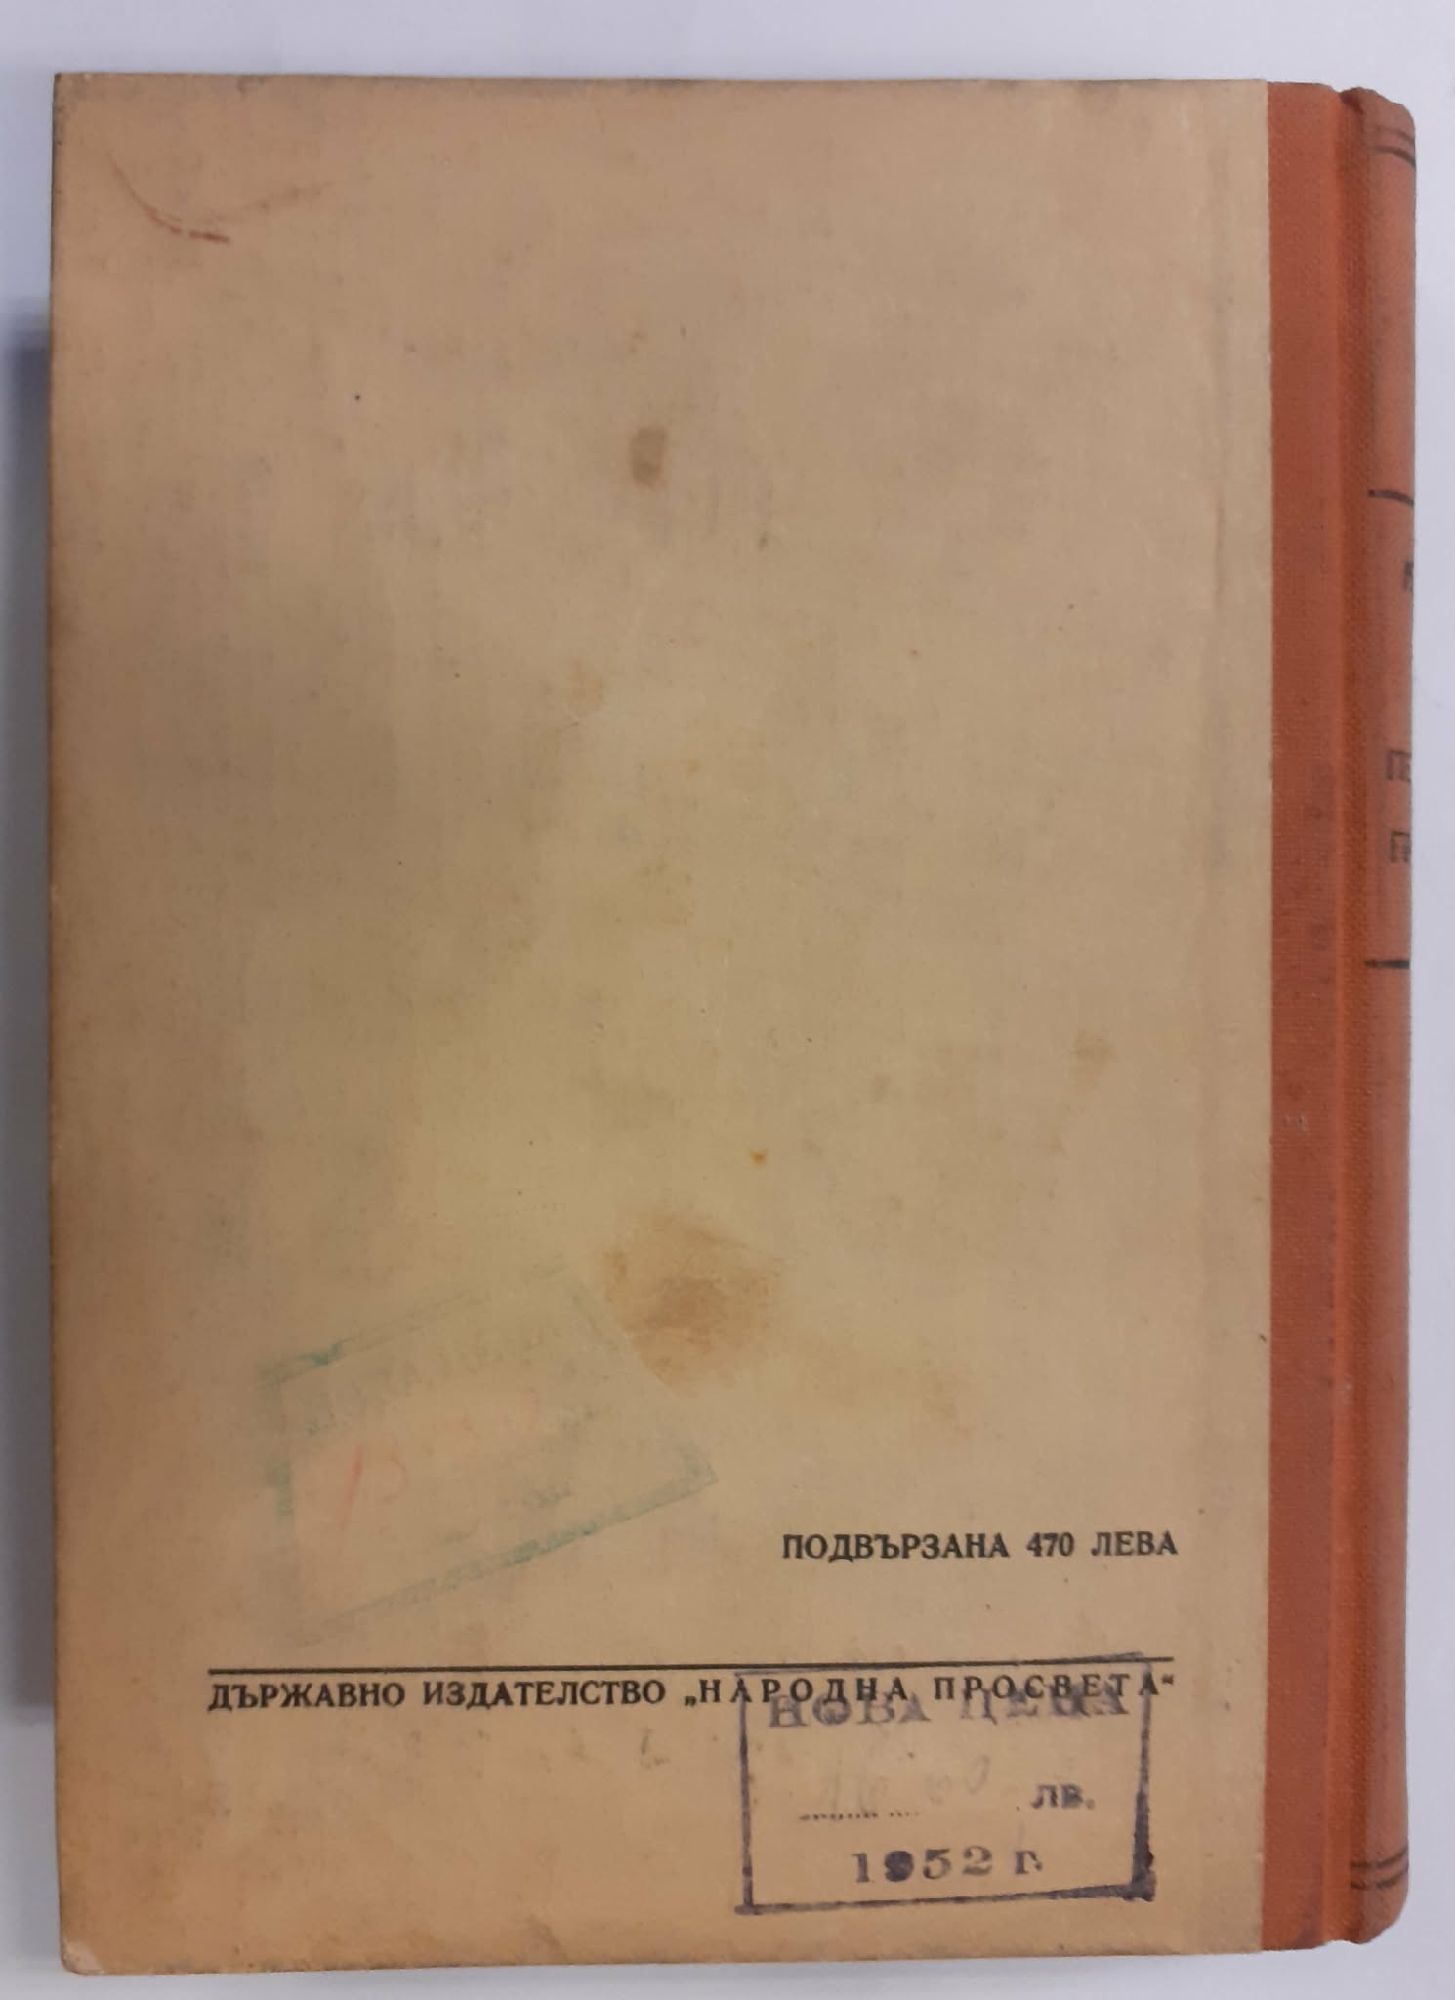 ПОДВЪРЗАНА 470 ЛЕВА
ДЪРЖАВНО ИЗДАТЕЛСТВО „НАРОДНА ПРОСВЕТА“
НОВА ЦЕНА
лв.
1952 г.